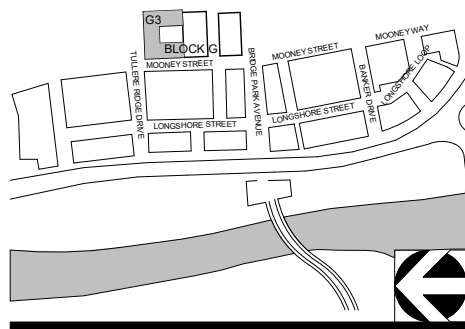 G3
BLOCK G
MOONEY STREET
TULLERE RIDGE DRIVE
LONGSHORE STREET
BRIDGE PARK AVENUE
MOONEY STREET
LONGSHORE STREET
BANKER DRIVE
MOONEY WAY
LONGSHORE LOOP